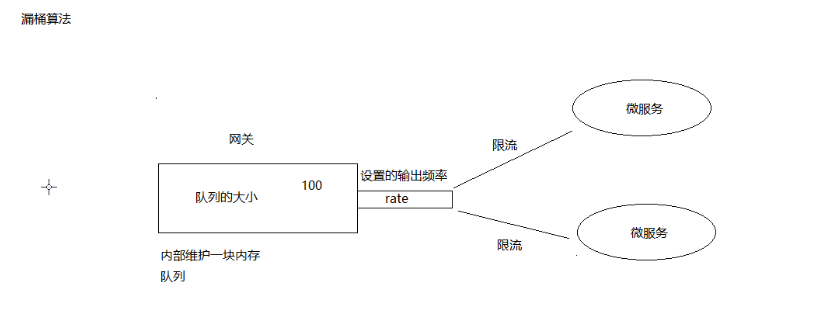 漏桶算法
微服务
网关
限流
设置的输出频率
队列的大小
100
rate
微服务
限流
内部维护一块内存
队列